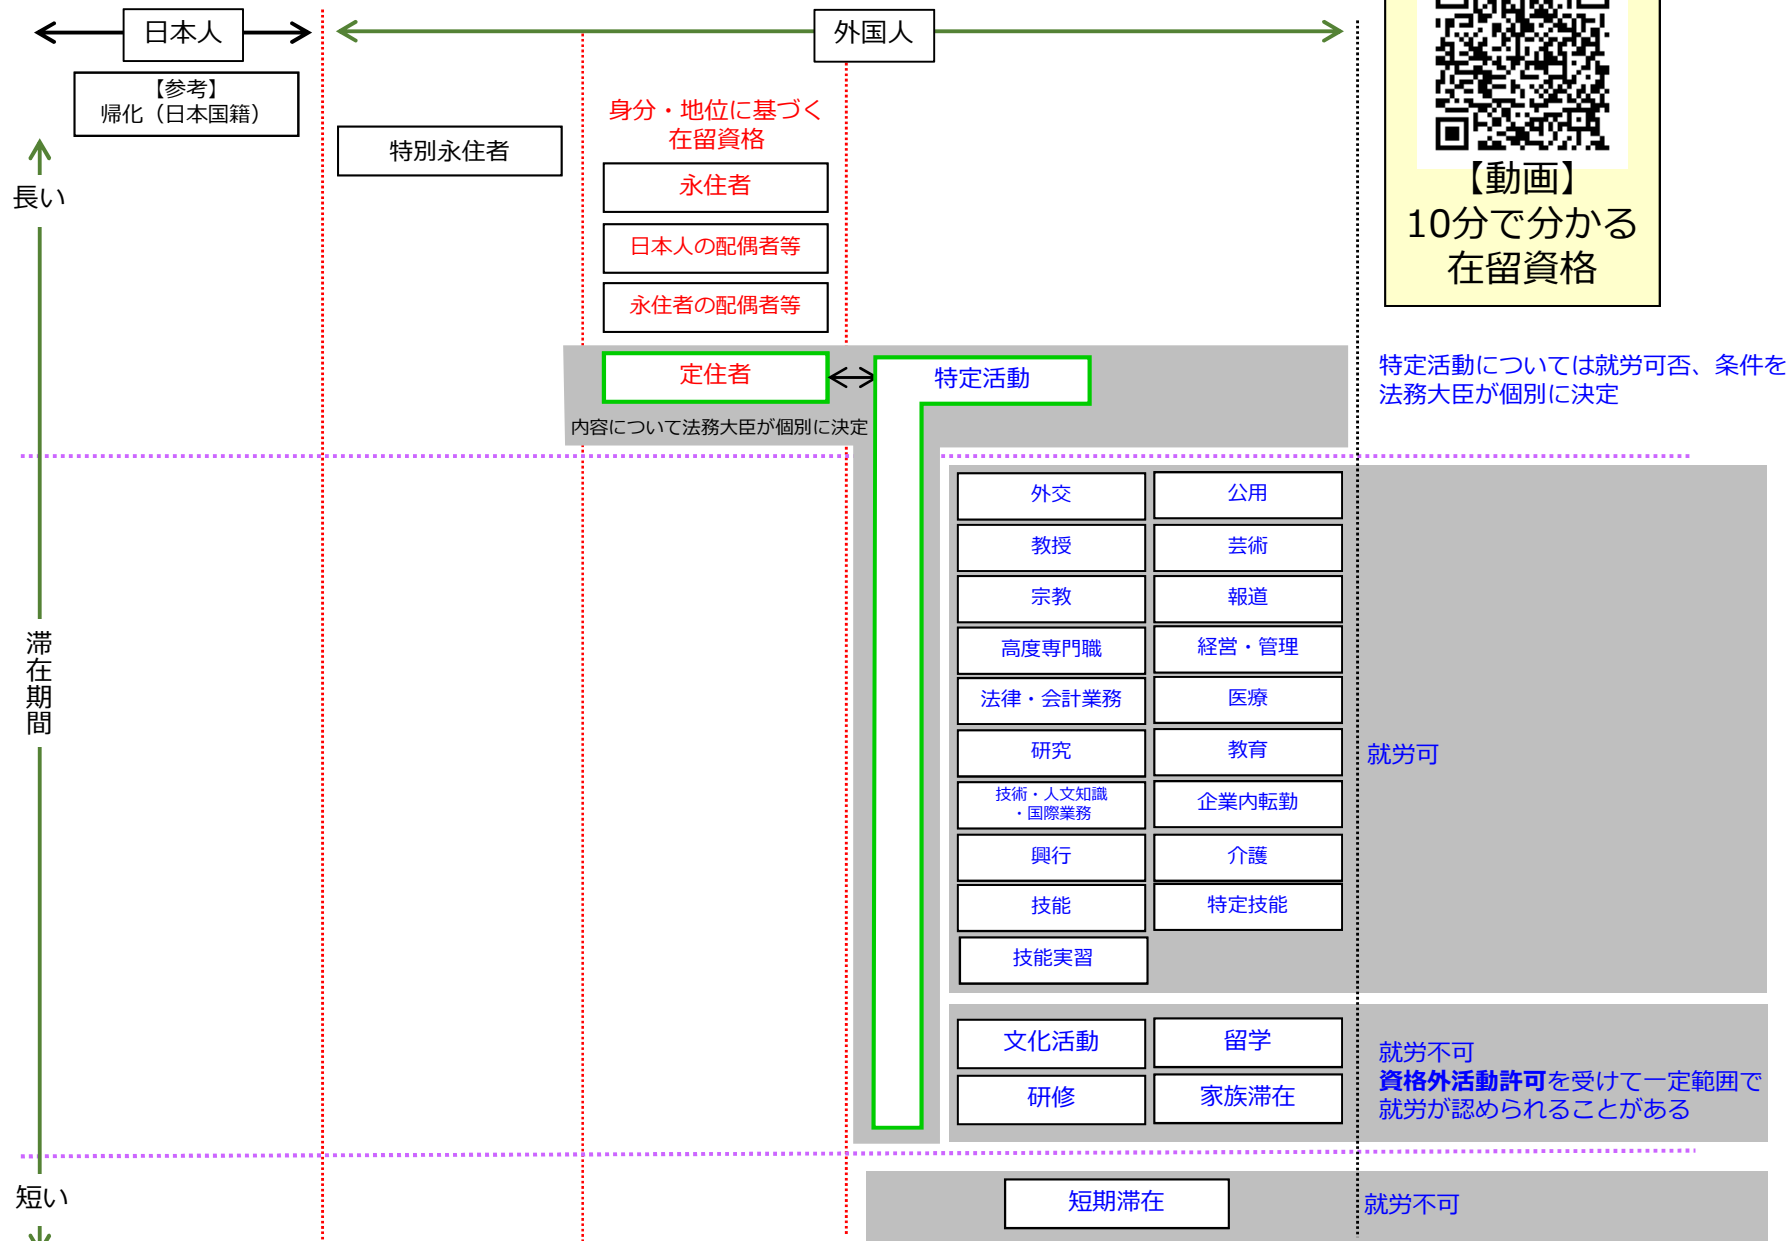 日本人
外国人
【参考】
帰化（日本国籍）
特別永住者
身分・地位に基づく
在留資格
永住者
日本人の配偶者等
永住者の配偶者等
【動画】
10分で分かる
在留資格
長い
定住者
特定活動
内容について法務大臣が個別に決定
特定活動については就労可否、条件を
法務大臣が個別に決定
滞在期間
外交
公用
教授
芸術
宗教
報道
高度専門職
経営・管理
法律・会計業務
医療
研究
教育
技術・人文知識
・国際業務
企業内転勤
興行
介護
技能
特定技能
技能実習
就労可
文化活動
留学
研修
家族滞在
就労不可
資格外活動許可を受けて一定範囲で
就労が認められることがある
短い
短期滞在
就労不可